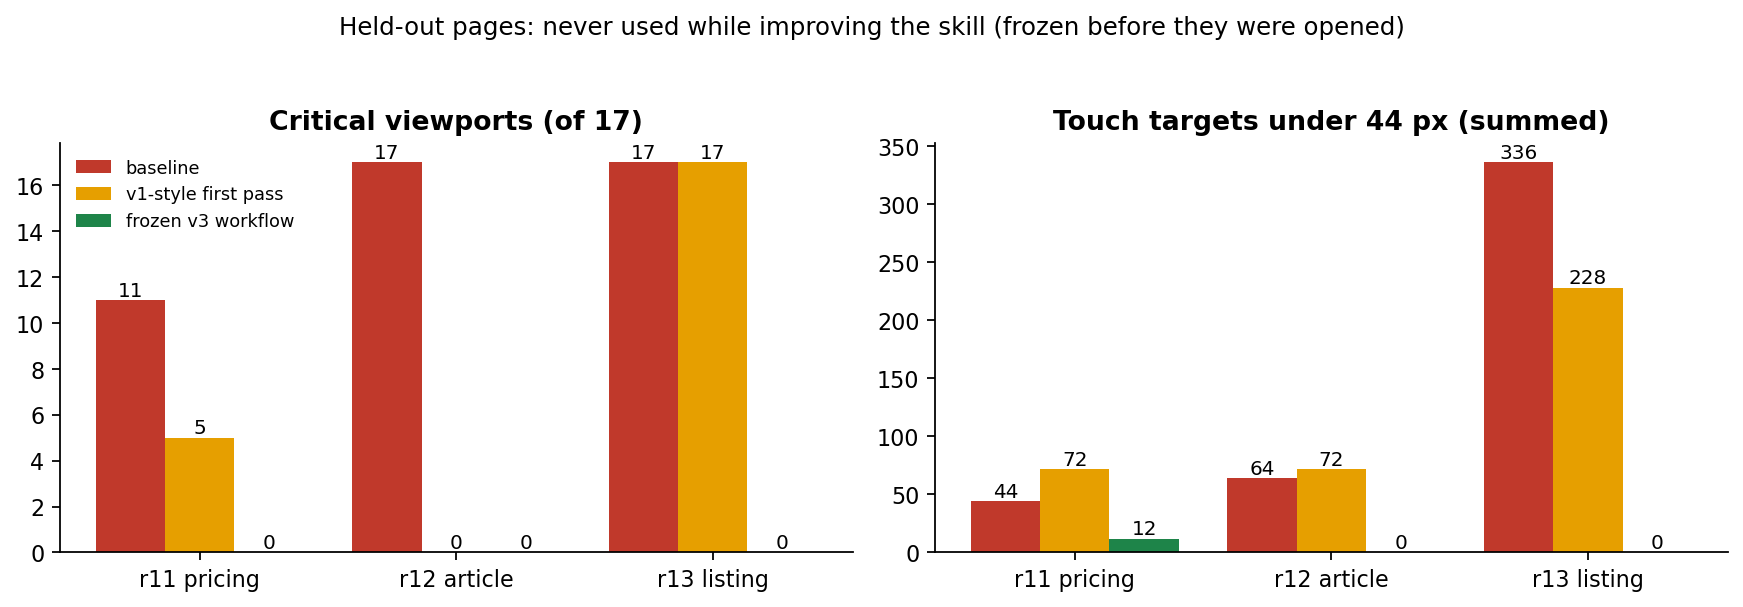 Held-out pages: never used while improving the skill (frozen before they were opened)
Critical viewports (of 17)
baseline
v1-style first pass
frozen v3 workflow
16
14
12
10
8
6
4
2
0
11
5
0
17
0
0
17
17
0
r11 pricing
r12 article
r13 listing
Touch targets under 44 px (summed)
350
300
250
200
150
100
50
0
44
72
12
64
72
0
336
228
0
r11 pricing
r12 article
r13 listing